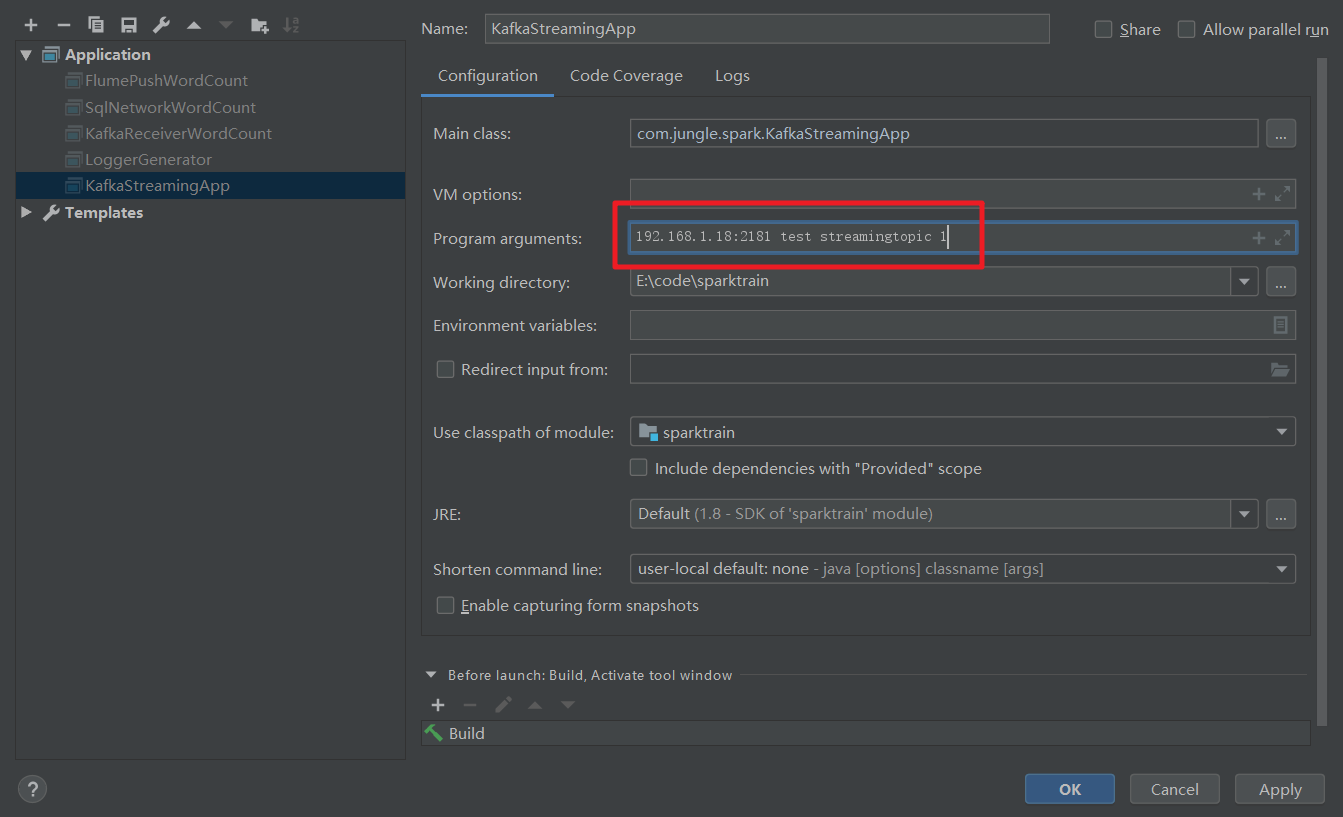 Name: KafkaStreamingApp Share Allow parallel run
Application
FlumePushWordCount
SqlNetworkWordCount
KafkaReceiverWordCount
LoggerGenerator
KafkaStreamingApp
Templates
Configuration Code Coverage Logs
Main class: com.jungle.spark.KafkaStreamingApp ...
VM options:
Program arguments: 192.168.1.18:2181 test streamingtopic 1
Working directory: E:\code\sparktrain ...
Environment variables:
Redirect input from:
Use classpath of module: sparktrain
Include dependencies with "Provided" scope
JRE: Default (1.8 - SDK of 'sparktrain' module) ...
Shorten command line: user-local default: none - java [options] classname [args]
Enable capturing form snapshots
Before launch: Build, Activate tool window
Build
? OK Cancel Apply